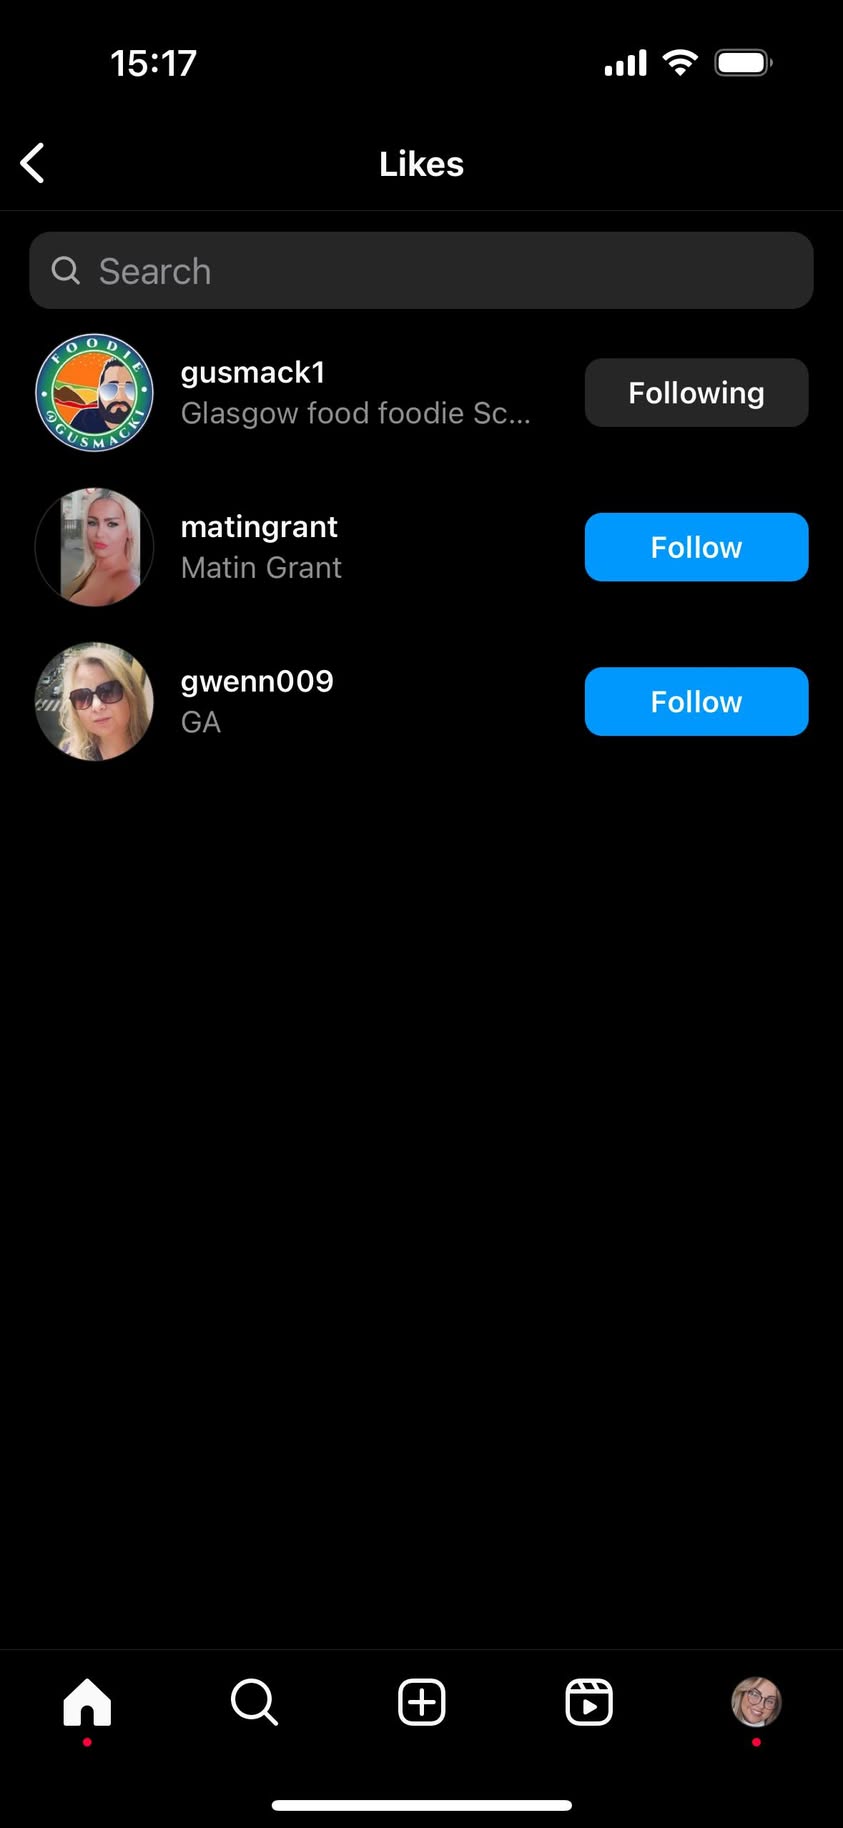 15:17
Likes
Search
FOODIE
@GUSMACK1
gusmack1
Glasgow food foodie Sc...
Following
matingrant
Matin Grant
Follow
gwenn009
GA
Follow